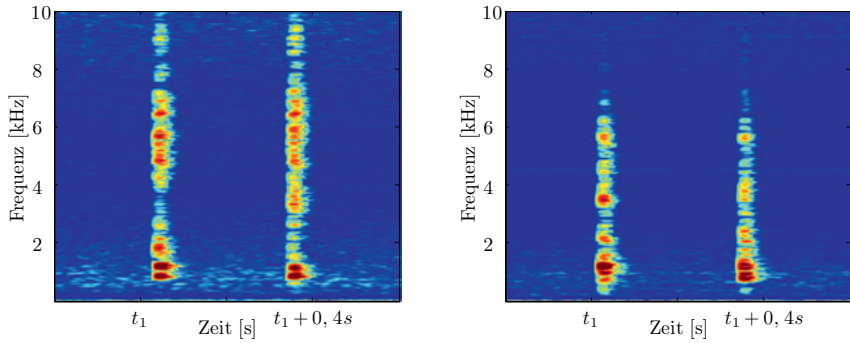 10
8
6
4
2
Frequenz [kHz]
t₁
Zeit [s]
t₁ + 0, 4s
10
8
6
4
2
Frequenz [kHz]
t₁
Zeit [s]
t₁ + 0, 4s